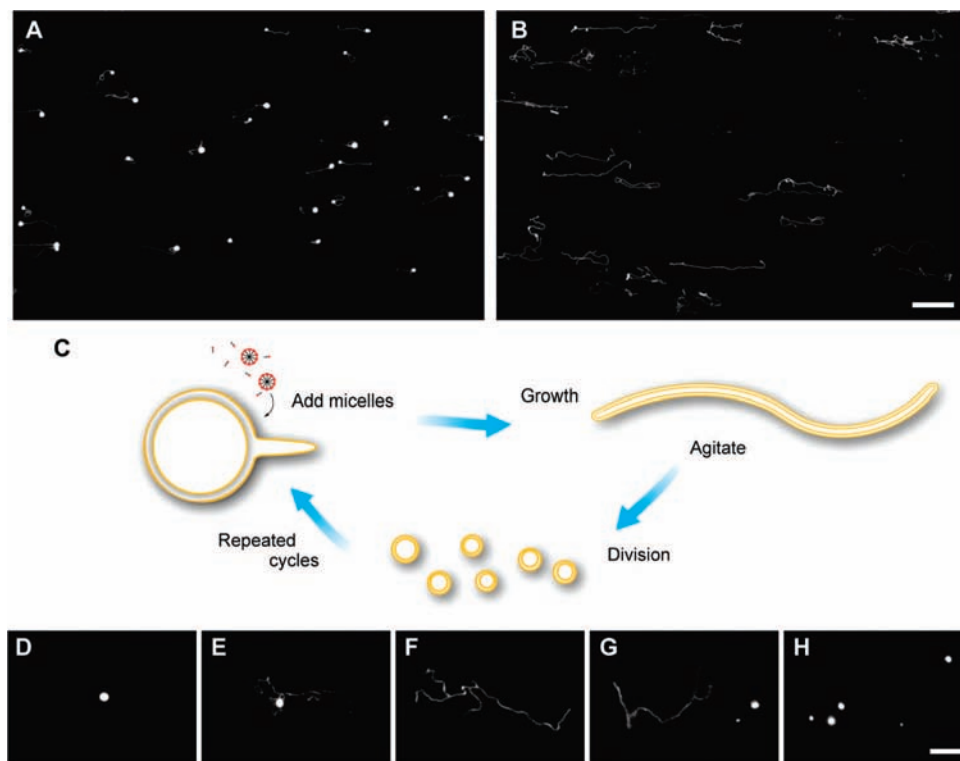 A
B
C
Add micelles
Growth
Agitate
Repeated
cycles
Division
D
E
F
G
H